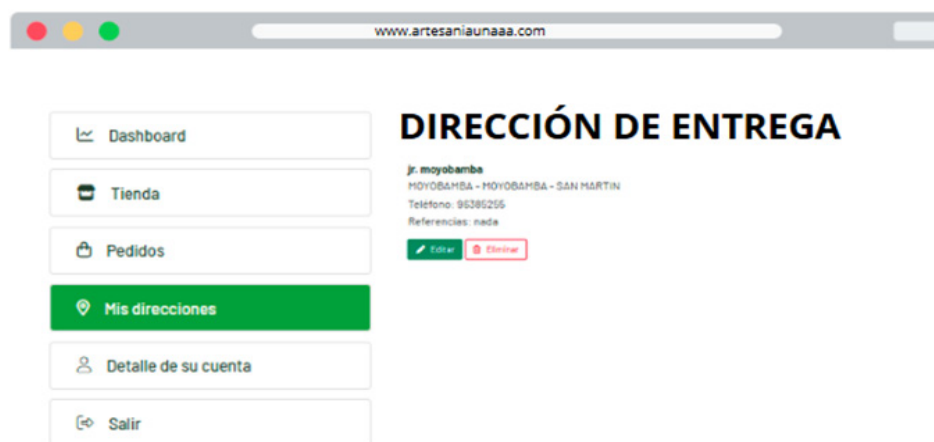 www.artesaniaunaaa.com
Dashboard
Tienda
Pedidos
Mis direcciones
Detalle de su cuenta
Salir
DIRECCIÓN DE ENTREGA
jr. moyobamba
MOYOBAMBA - MOYOBAMBA - SAN MARTIN
Teléfono: 95385255
Referencias: nada
Editar Eliminar